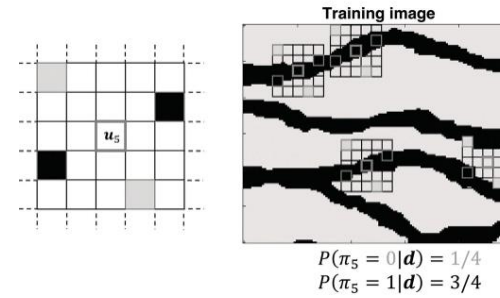 Training image
u₅
P(π₅ = 0|d) = 1/4
P(π₅ = 1|d) = 3/4